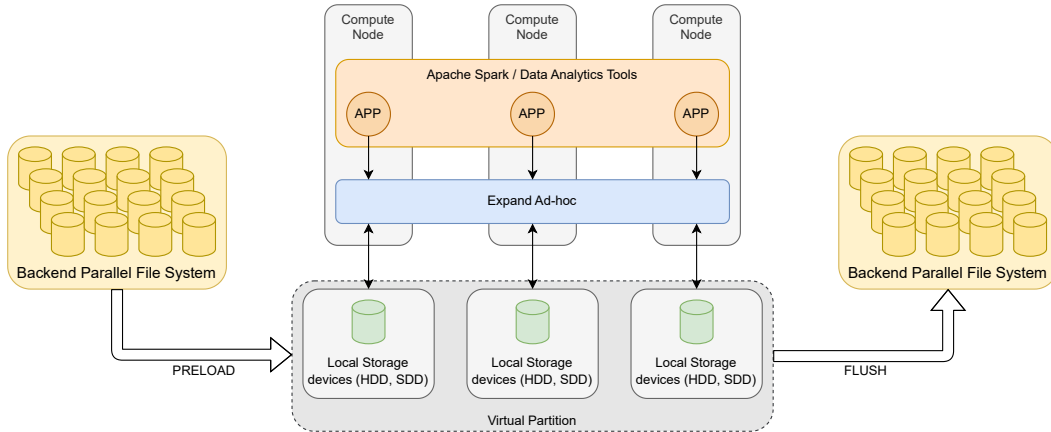 Compute
Node
Compute
Node
Compute
Node
Apache Spark / Data Analytics Tools
APP
APP
APP
Expand Ad-hoc
Backend Parallel File System
Backend Parallel File System
Local Storage
devices (HDD, SDD)
Local Storage
devices (HDD, SDD)
Local Storage
devices (HDD, SDD)
PRELOAD
FLUSH
Virtual Partition